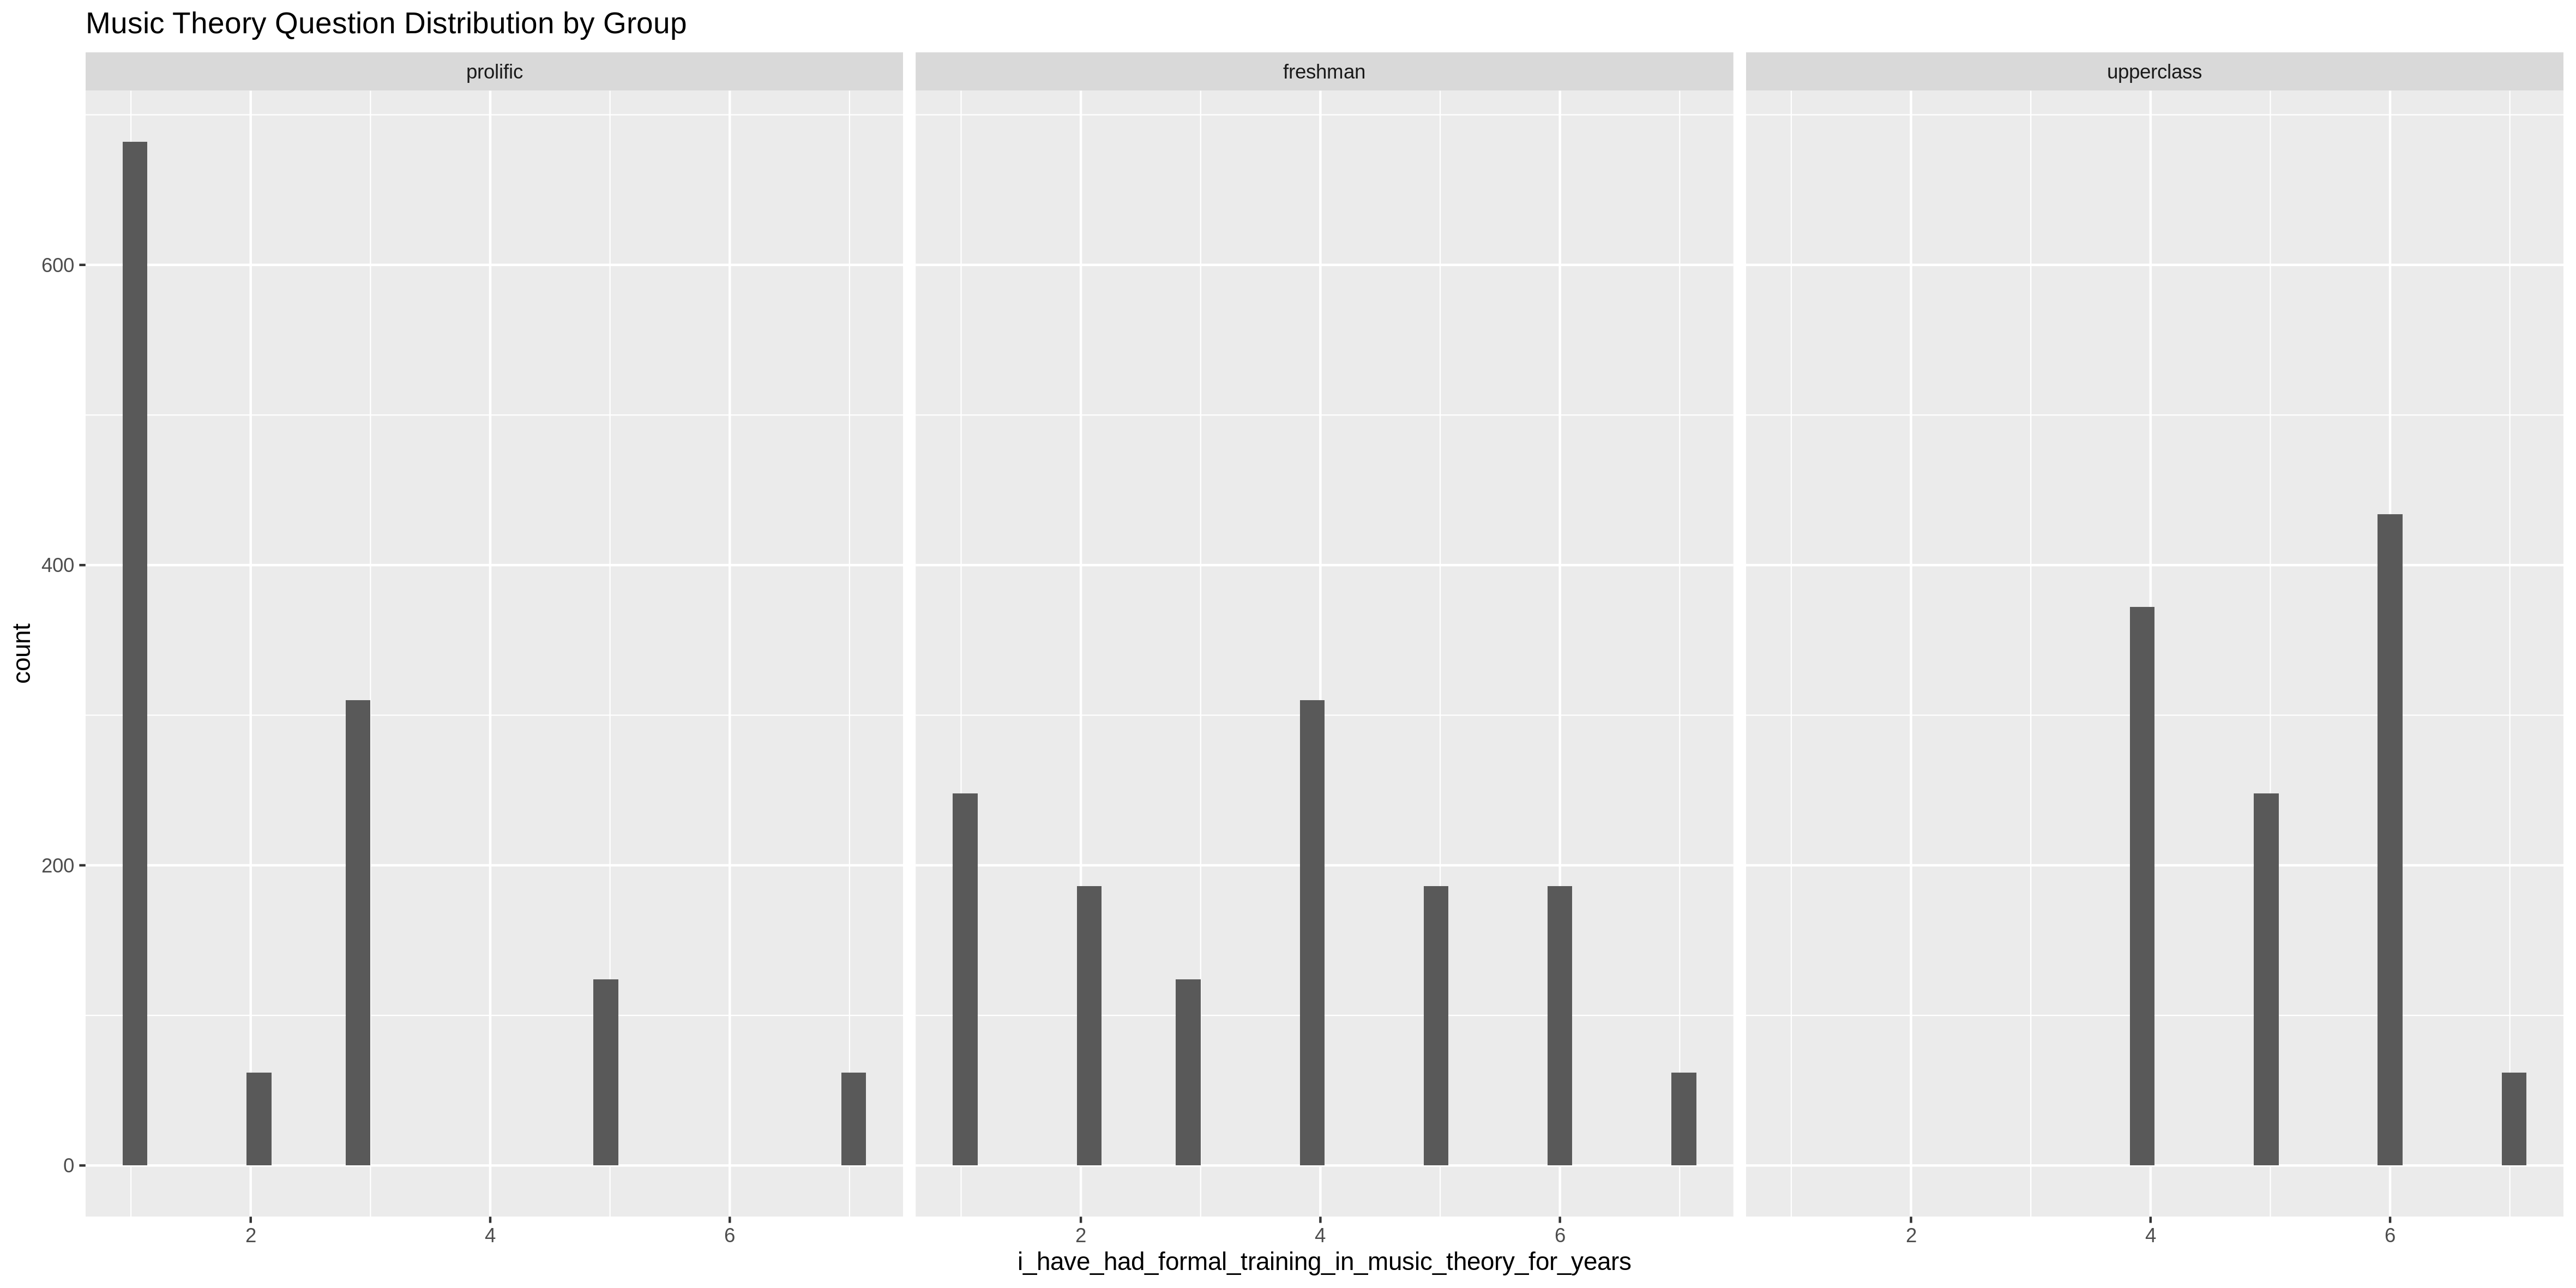 Music Theory Question Distribution by Group
prolific
freshman
upperclass
600
400
200
0
count
2 4 6
2 4 6
2 4 6
i_have_had_formal_training_in_music_theory_for_years